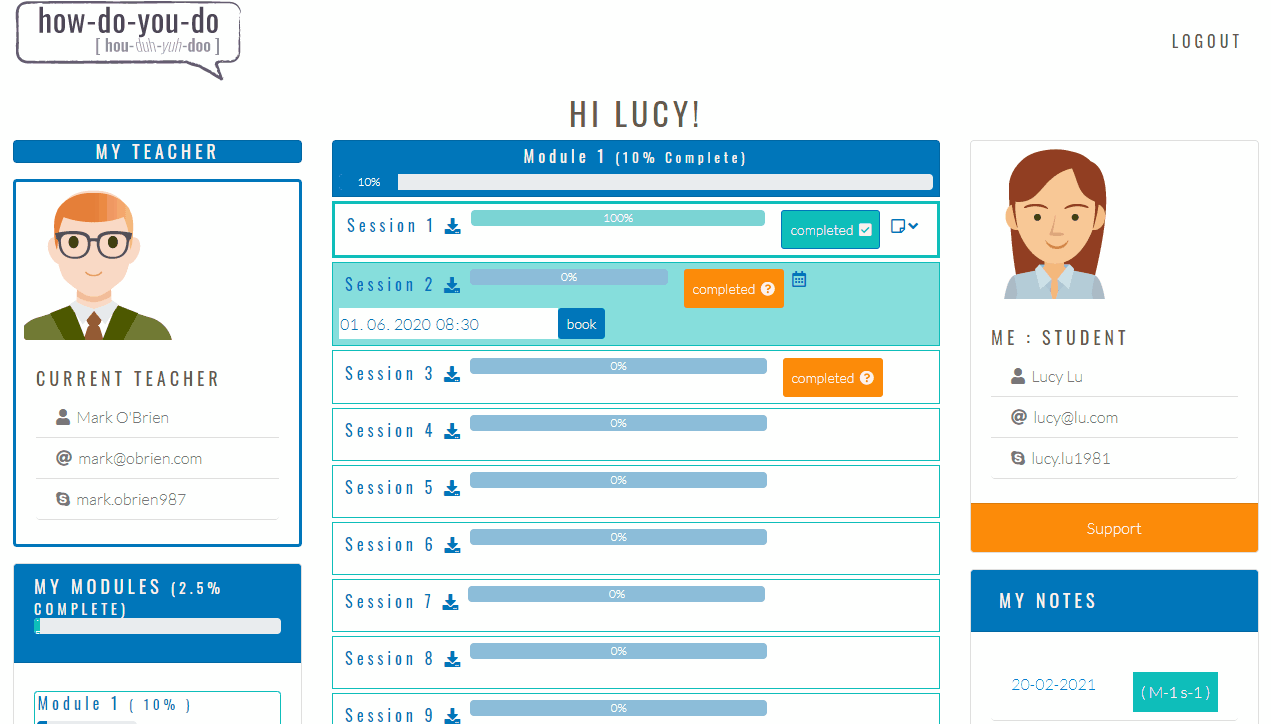 how-do-you-do
[ hou-duh-yuh-doo ]
LOGOUT
HI LUCY!
MY TEACHER
CURRENT TEACHER
Mark O'Brien
@ mark@obrien.com
mark.obrien987
MY MODULES (2.5%
COMPLETE)
Module 1 ( 10% )
Module 1 (10% Complete)
10%
Session 1 100% completed
Session 2 0% completed
01. 06. 2020 08:30 book
Session 3 0% completed
Session 4 0%
Session 5 0%
Session 6 0%
Session 7 0%
Session 8 0%
Session 9 0%
ME : STUDENT
Lucy Lu
@ lucy@lu.com
lucy.lu1981
Support
MY NOTES
20-02-2021 ( M-1 s-1 )